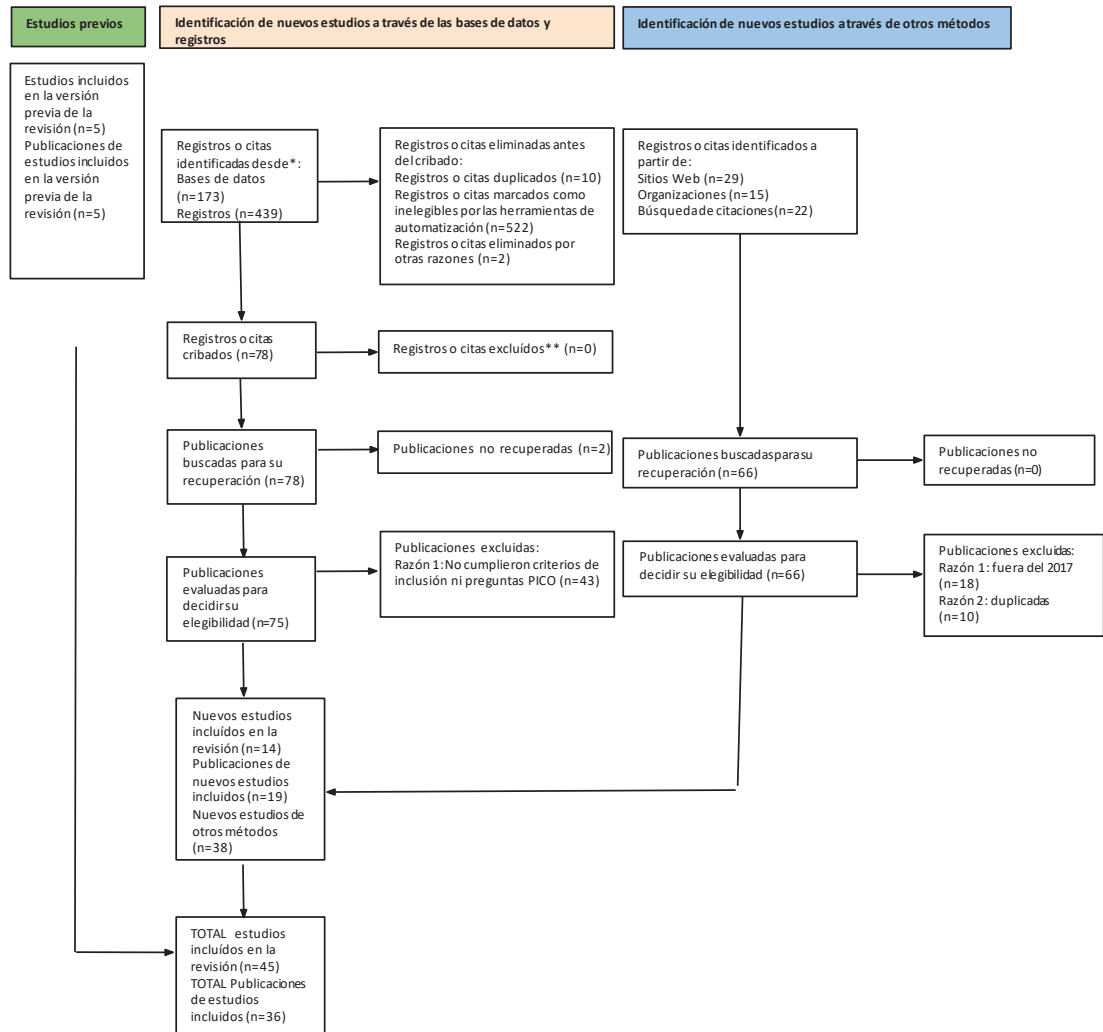 Estudios previos
Identificación de nuevos estudios a través de las bases de datos y
registros
Identificación de nuevos estudios a través de otros métodos
Estudios incluidos
en la versión
previa de la
revisión (n=5)
Publicaciones de
estudios incluidos
en la versión
previa de la
revisión (n=5)
Registros o citas
identificadas desde*:
Bases de datos
(n=173)
Registros (n=439)
Registros o citas eliminadas antes
del cribado:
Registros o citas duplicados (n=10)
Registros o citas marcados como
inelegibles por las herramientas de
automatización (n=522)
Registros o citas eliminados por
otras razones (n=2)
Registros o citas identificados a
partir de:
Sitios Web (n=29)
Organizaciones (n=15)
Búsqueda de citaciones (n=22)
Registros o citas
cribados (n=78)
Registros o citas excluídos** (n=0)
Publicaciones
buscadas para su
recuperación (n=78)
Publicaciones no recuperadas (n=2)
Publicaciones buscadas para su
recuperación (n=66)
Publicaciones no
recuperadas (n=0)
Publicaciones
evaluadas para
decidir su
elegibilidad (n=75)
Publicaciones excluidas:
Razón 1: No cumplieron criterios de
inclusión ni preguntas PICO (n=43)
Publicaciones evaluadas para
decidir su elegibilidad (n=66)
Publicaciones excluidas:
Razón 1: fuera del 2017
(n=18)
Razón 2: duplicadas
(n=10)
Nuevos estudios
incluídos en la
revisión (n=14)
Publicaciones de
nuevos estudios
incluidos (n=19)
Nuevos estudios de
otros métodos
(n=38)
TOTAL estudios
incluídos en la
revisión (n=45)
TOTAL Publicaciones
de estudios
incluidos (n=36)